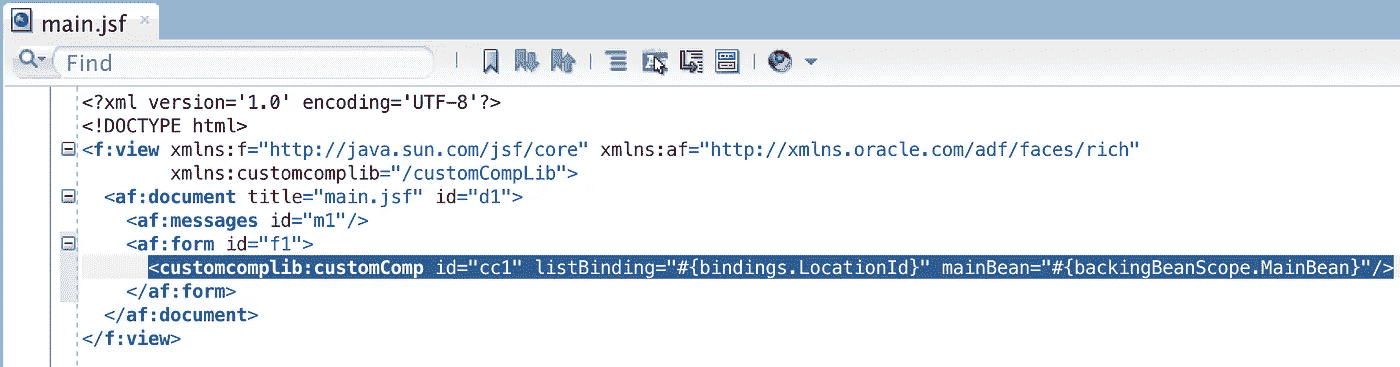 main.jsf
Find
<?xml version='1.0' encoding='UTF-8'?>
<!DOCTYPE html>
<f:view xmlns:f="http://java.sun.com/jsf/core" xmlns:af="http://xmlns.oracle.com/adf/faces/rich"
xmlns:customcomplib="/customCompLib">
<af:document title="main.jsf" id="d1">
<af:messages id="m1"/>
<af:form id="f1">
<customcomplib:customComp id="cc1" listBinding="#{bindings.LocationId}" mainBean="#{backingBeanScope.MainBean}"/>
</af:form>
</af:document>
</f:view>